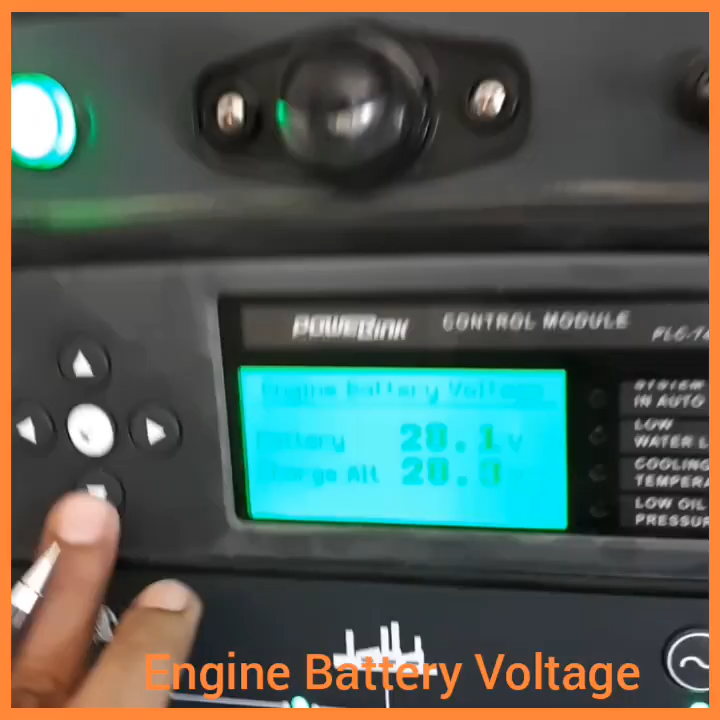 POWERLINK CONTROL MODULE
Engine Battery Voltage
Battery 28.1 V
Charge Alt
IN AUTO
LOW
WATER
COOLING
LOW OIL
Engine Battery Voltage